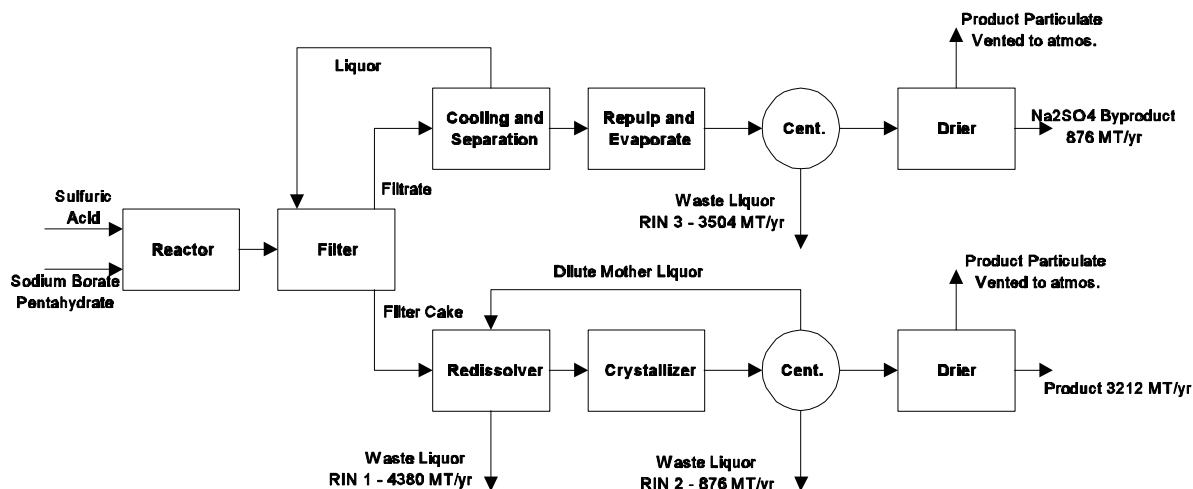 Product Particulate
Vented to atmos.
Liquor
Cooling and
Separation
Repulp and
Evaporate
Cent.
Drier
Na2SO4 Byproduct
876 MT/yr
Filtrate
Waste Liquor
RIN 3 - 3504 MT/yr
Sulfuric
Acid
Reactor
Filter
Sodium Borate
Pentahydrate
Dilute Mother Liquor
Product Particulate
Vented to atmos.
Filter Cake
Redissolver
Crystallizer
Cent.
Drier
Product 3212 MT/yr
Waste Liquor
RIN 1 - 4380 MT/yr
Waste Liquor
RIN 2 - 876 MT/yr